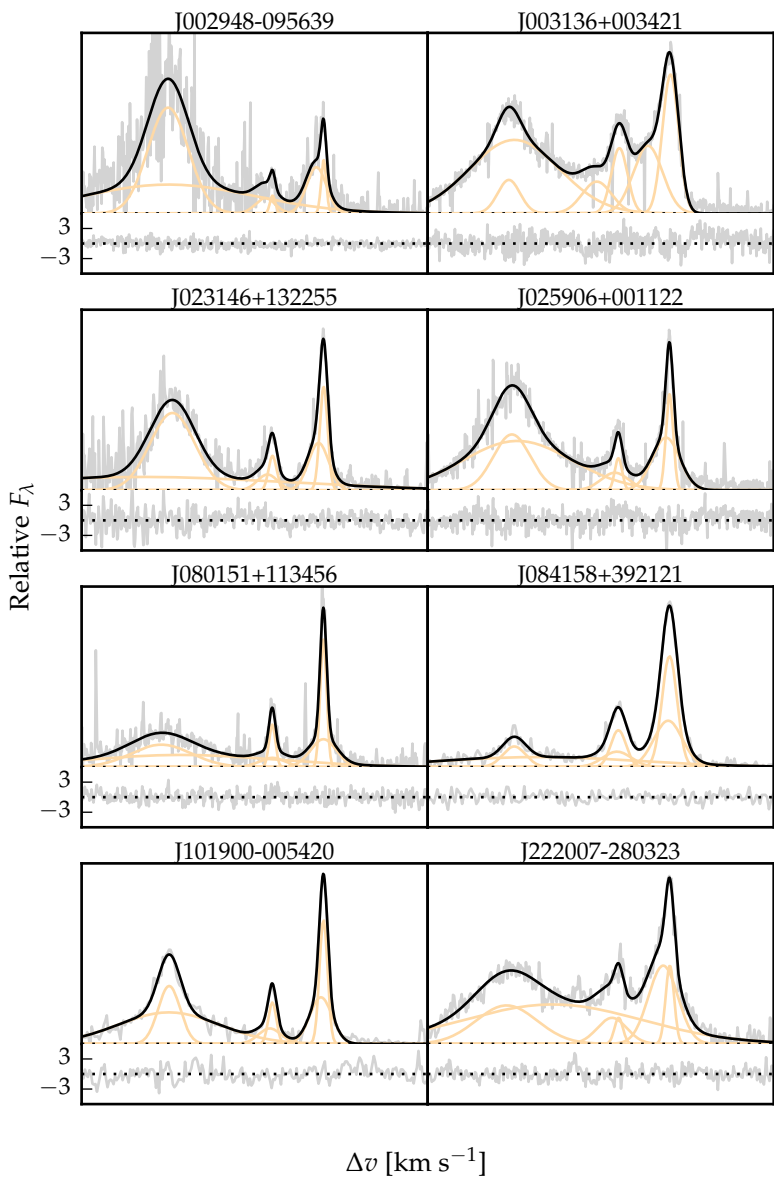 J002948-095639 J003136+003421
3
−3
J023146+132255 J025906+001122
3
−3
Relative Fλ
J080151+113456 J084158+392121
3
−3
J101900-005420 J222007-280323
3
−3
Δv [km s⁻¹]